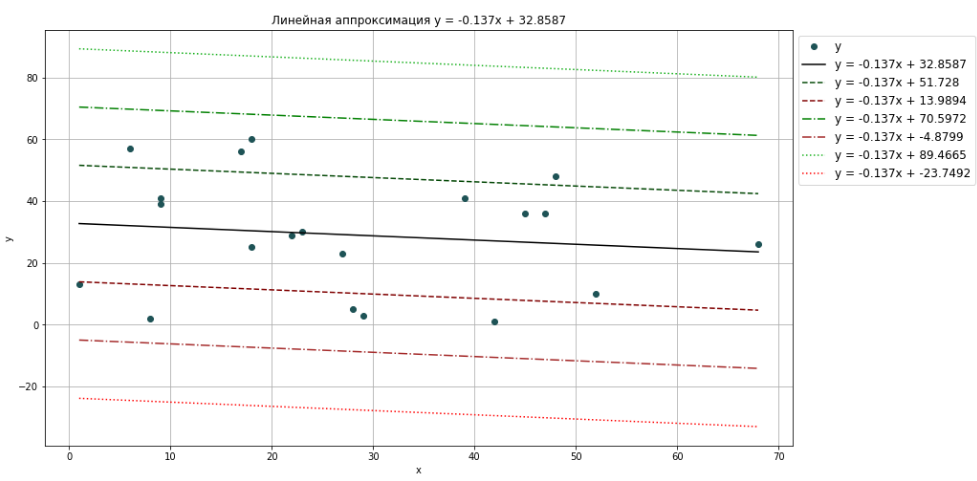 Линейная аппроксимация y = -0.137x + 32.8587
y
y = -0.137x + 32.8587
y = -0.137x + 51.728
y = -0.137x + 13.9894
y = -0.137x + 70.5972
y = -0.137x + -4.8799
y = -0.137x + 89.4665
y = -0.137x + -23.7492
80
60
40
20
0
−20
y
0 10 20 30 40 50 60 70
x